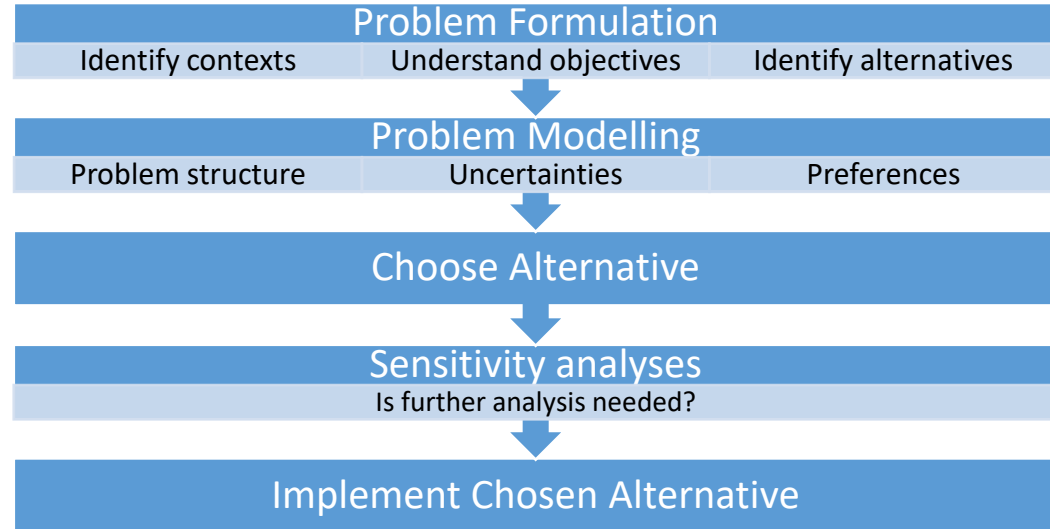 Problem Formulation
Identify contexts Understand objectives Identify alternatives
Problem Modelling
Problem structure Uncertainties Preferences
Choose Alternative
Sensitivity analyses
Is further analysis needed?
Implement Chosen Alternative